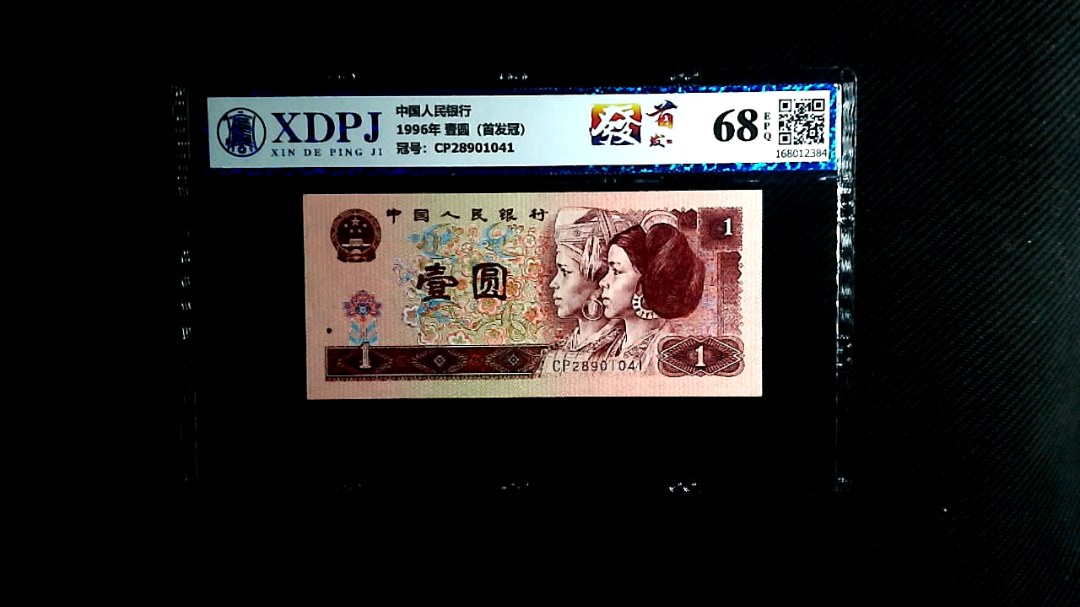 XDPJ
XIN DE PING JI
中国人民银行
1996年 壹圆（首发冠）
冠号：CP28901041
發
首发
68
EPQ
168012384
中国人民银行
1
壹圆
1
CP28901041
1